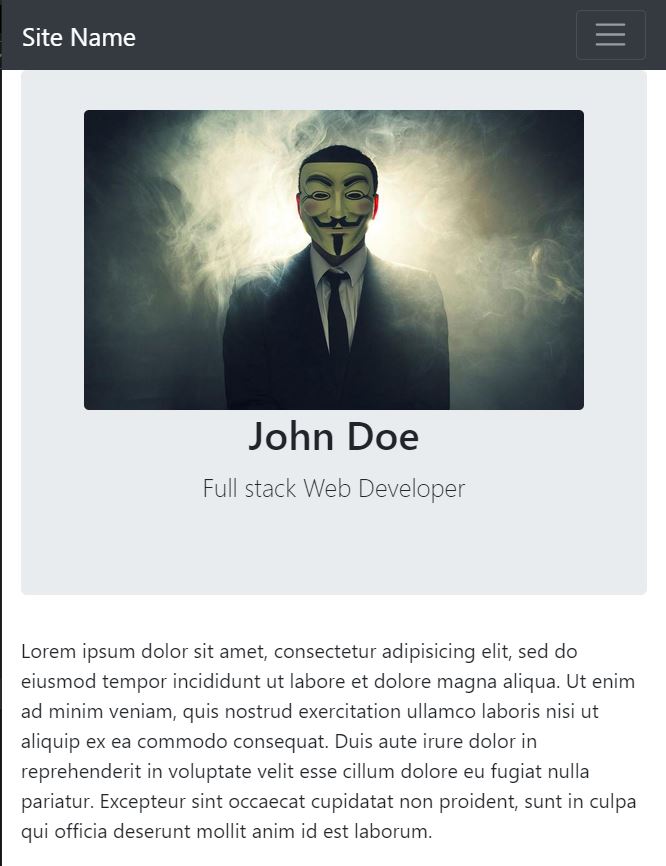 Site Name
John Doe
Full stack Web Developer
Lorem ipsum dolor sit amet, consectetur adipisicing elit, sed do
eiusmod tempor incididunt ut labore et dolore magna aliqua. Ut enim
ad minim veniam, quis nostrud exercitation ullamco laboris nisi ut
aliquip ex ea commodo consequat. Duis aute irure dolor in
reprehenderit in voluptate velit esse cillum dolore eu fugiat nulla
pariatur. Excepteur sint occaecat cupidatat non proident, sunt in culpa
qui officia deserunt mollit anim id est laborum.